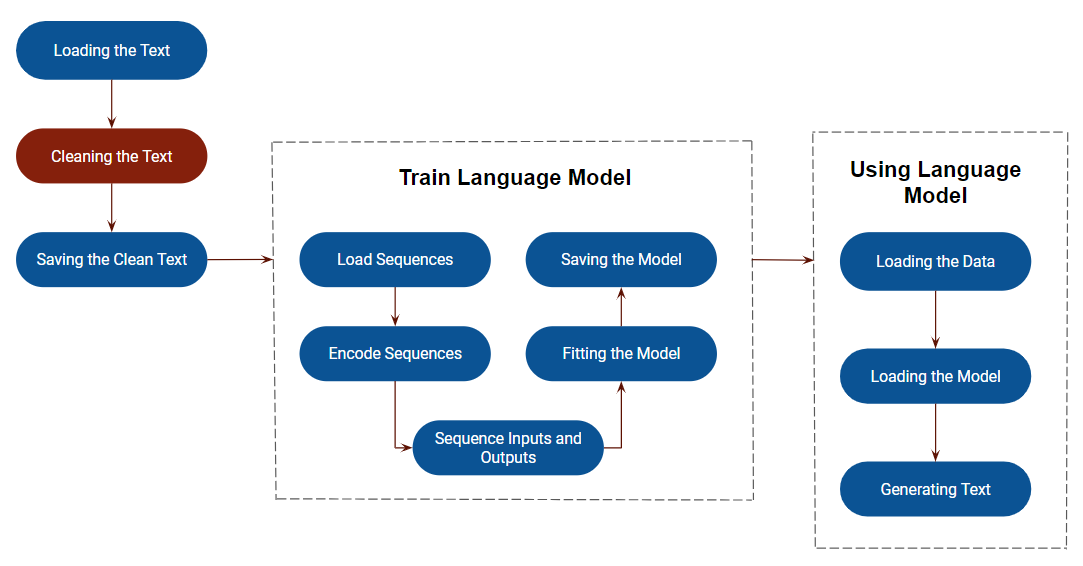 Loading the Text
Cleaning the Text
Saving the Clean Text
Train Language Model
Load Sequences
Encode Sequences
Sequence Inputs and
Outputs
Fitting the Model
Saving the Model
Using Language
Model
Loading the Data
Loading the Model
Generating Text